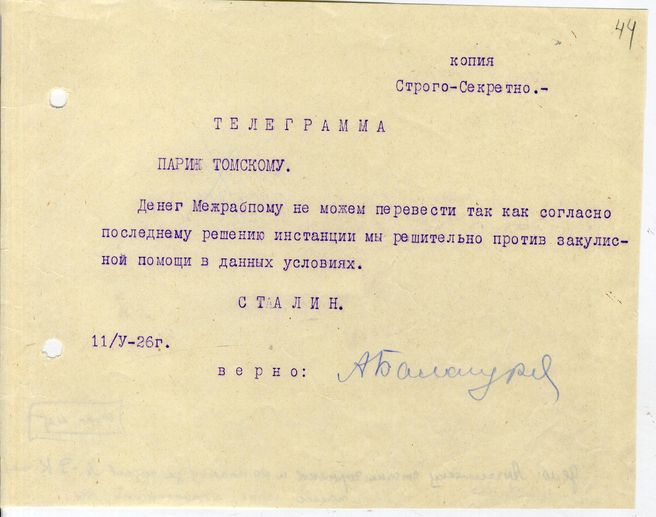 44
копия
Строго-Секретно.-
ТЕЛЕГРАММА
ПАРИЖ ТОМСКОМУ.
Денег Межрабпому не можем перевести так как согласно
последнему решению инстанции мы решительно против закулис-
ной помощи в данных условиях.
СТАЛИН.
11/У-26г.
верно: